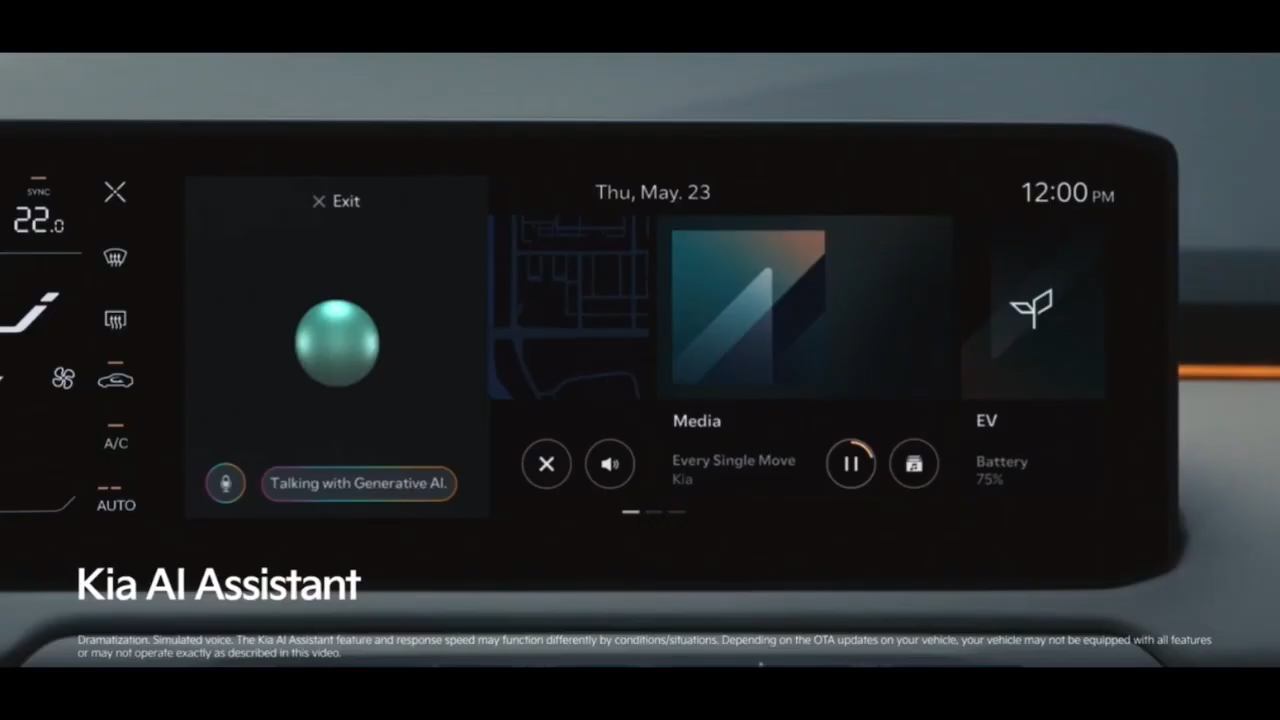 SYNC
22.0
A/C
AUTO
Exit
Talking with Generative AI.
Thu, May. 23
12:00 PM
Media
Every Single Move
Kia
EV
Battery
75%
Kia AI Assistant
Dramatization. Simulated voice. The Kia AI Assistant feature and response speed may function differently by conditions/situations. Depending on the OTA updates on your vehicle, your vehicle may not be equipped with all features
or may not operate exactly as described in this video.